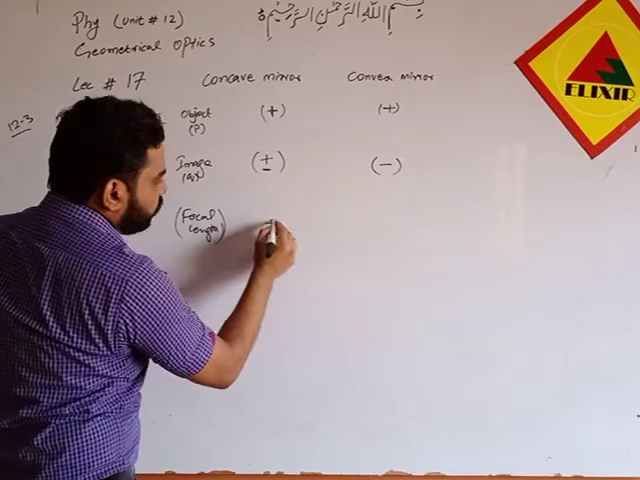 Phy (unit # 12)
بِسْمِ اللّٰهِ الرَّحْمٰنِ الرَّحِيْمِ
Geometrical Optics
Lec # 17
Concave mirror
Convex mirror
12.3
Object (+) (+)
(P)
Image (±) (−)
(Focal
length)
ELIXIR